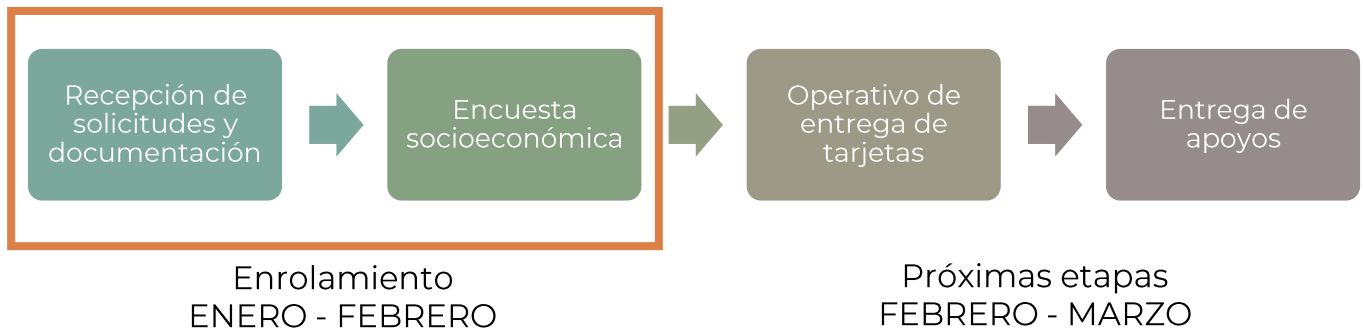 Recepción de
solicitudes y
documentación
Encuesta
socioeconómica
Operativo de
entrega de
tarjetas
Entrega de
apoyos
Enrolamiento
ENERO - FEBRERO
Próximas etapas
FEBRERO - MARZO